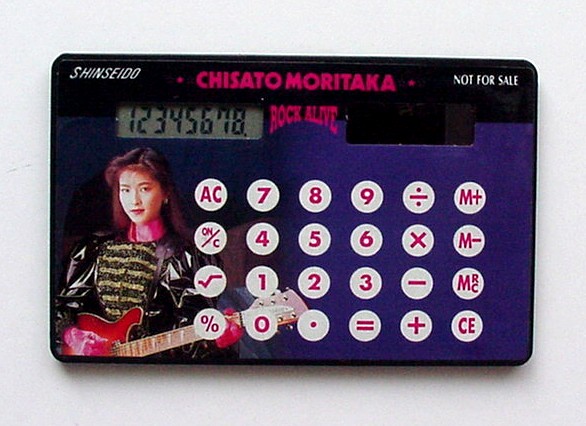 SHINSEIDO
• CHISATO MORITAKA •
NOT FOR SALE
12345678.
ROCK ALIVE
AC 7 8 9 ÷ M+
ON/C 4 5 6 × M−
√ 1 2 3 − MRC
% 0 · = + CE